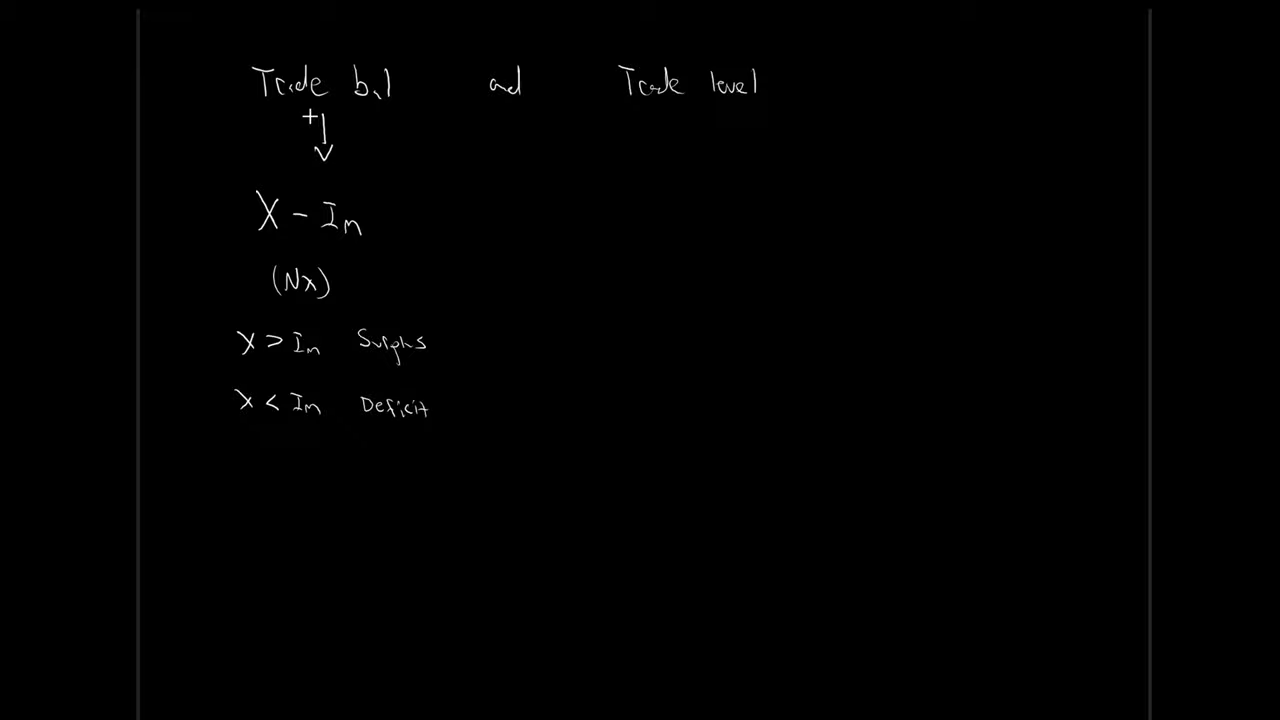 Trade bal and Trade level
+
X - Im
(Nx)
X > Im Surplus
X < Im Deficit